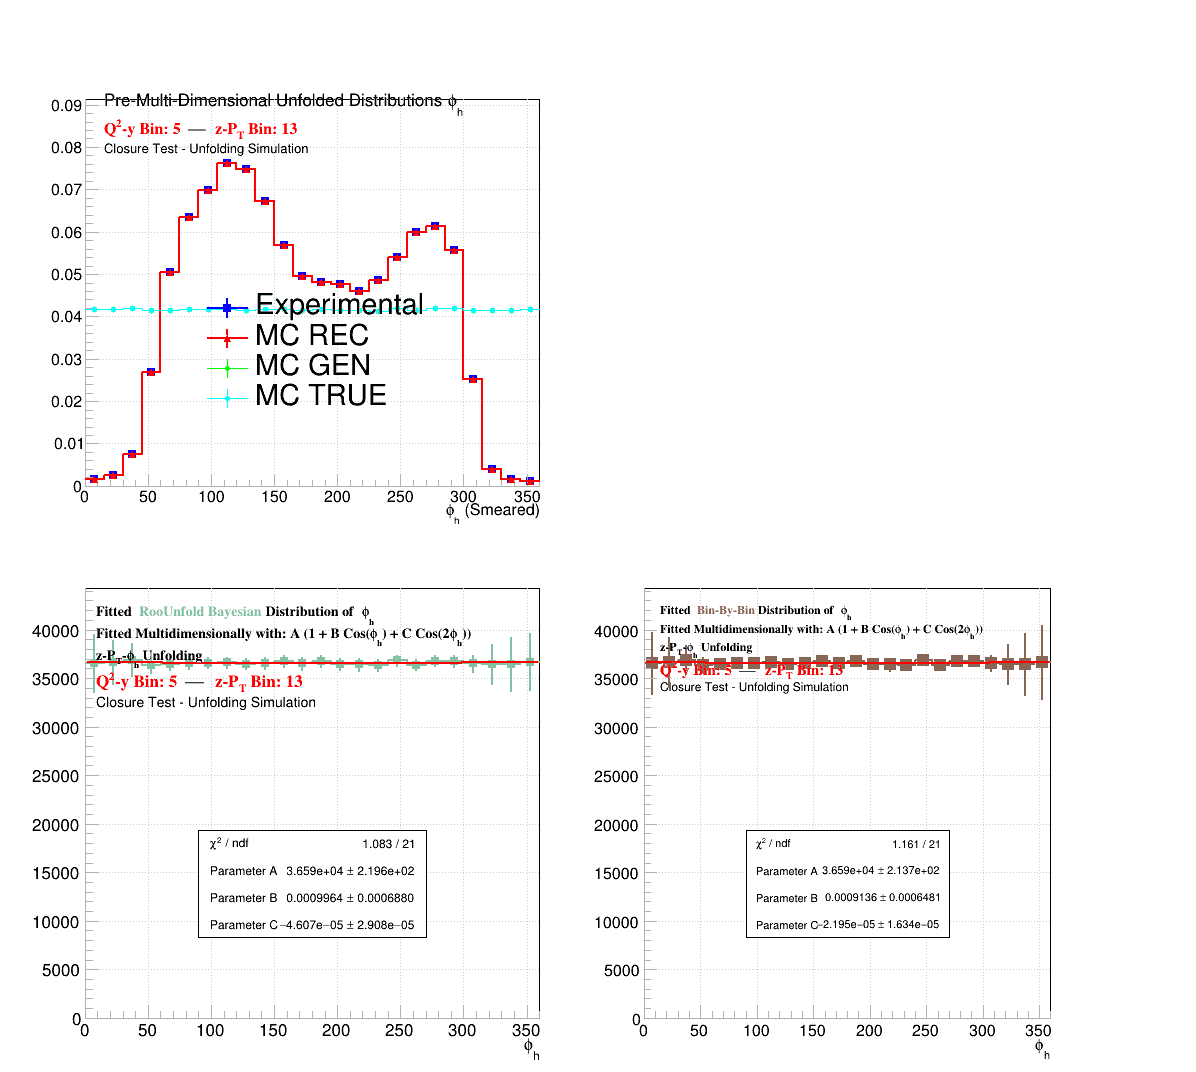 Pre-Multi-Dimensional Unfolded Distributions ϕh
Q2-y Bin: 5 — z-PT Bin: 13
Closure Test - Unfolding Simulation
0.09
0.08
0.07
0.06
0.05
0.04
0.03
0.02
0.01
0
Experimental
MC REC
MC GEN
MC TRUE
0 50 100 150 200 250 300 350
ϕh (Smeared)
Fitted RooUnfold Bayesian Distribution of ϕh
Fitted Multidimensionally with: A (1 + B Cos(ϕh) + C Cos(2ϕh))
z-PT-ϕh Unfolding
Q2-y Bin: 5 — z-PT Bin: 13
Closure Test - Unfolding Simulation
40000
35000
30000
25000
20000
15000
10000
5000
0
χ2 / ndf 1.083 / 21
Parameter A 3.659e+04 ± 2.196e+02
Parameter B 0.0009964 ± 0.0006880
Parameter C −4.607e−05 ± 2.908e−05
0 50 100 150 200 250 300 350
ϕh
Fitted Bin-By-Bin Distribution of ϕh
Fitted Multidimensionally with: A (1 + B Cos(ϕh) + C Cos(2ϕh))
z-PT-ϕh Unfolding
Q2-y Bin: 5 — z-PT Bin: 13
Closure Test - Unfolding Simulation
40000
35000
30000
25000
20000
15000
10000
5000
0
χ2 / ndf 1.161 / 21
Parameter A 3.659e+04 ± 2.137e+02
Parameter B 0.0009136 ± 0.0006481
Parameter C −2.195e−05 ± 1.634e−05
0 50 100 150 200 250 300 350
ϕh